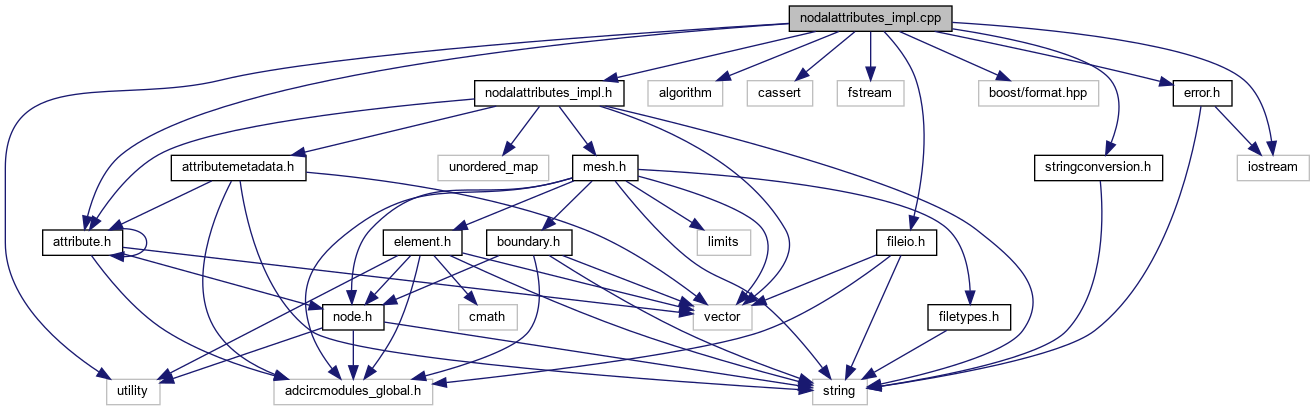 nodalattributes_impl.cpp
nodalattributes_impl.h
algorithm
cassert
fstream
boost/format.hpp
error.h
attributemetadata.h
unordered_map
mesh.h
stringconversion.h
iostream
attribute.h
element.h
boundary.h
limits
fileio.h
node.h
cmath
vector
filetypes.h
utility
adcircmodules_global.h
string